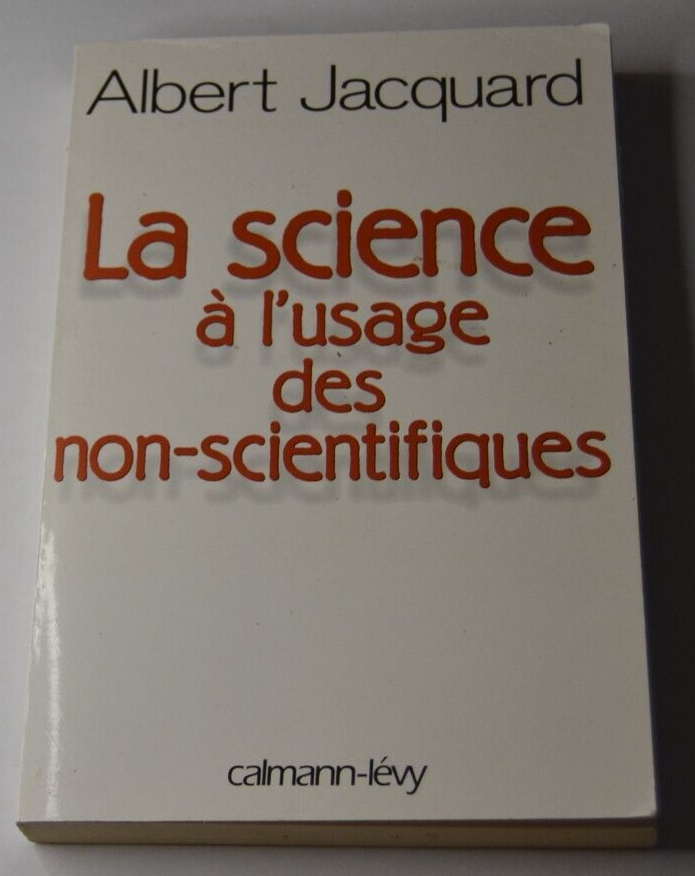 Albert Jacquard
La science
à l'usage
des
non-scientifiques
calmann-lévy